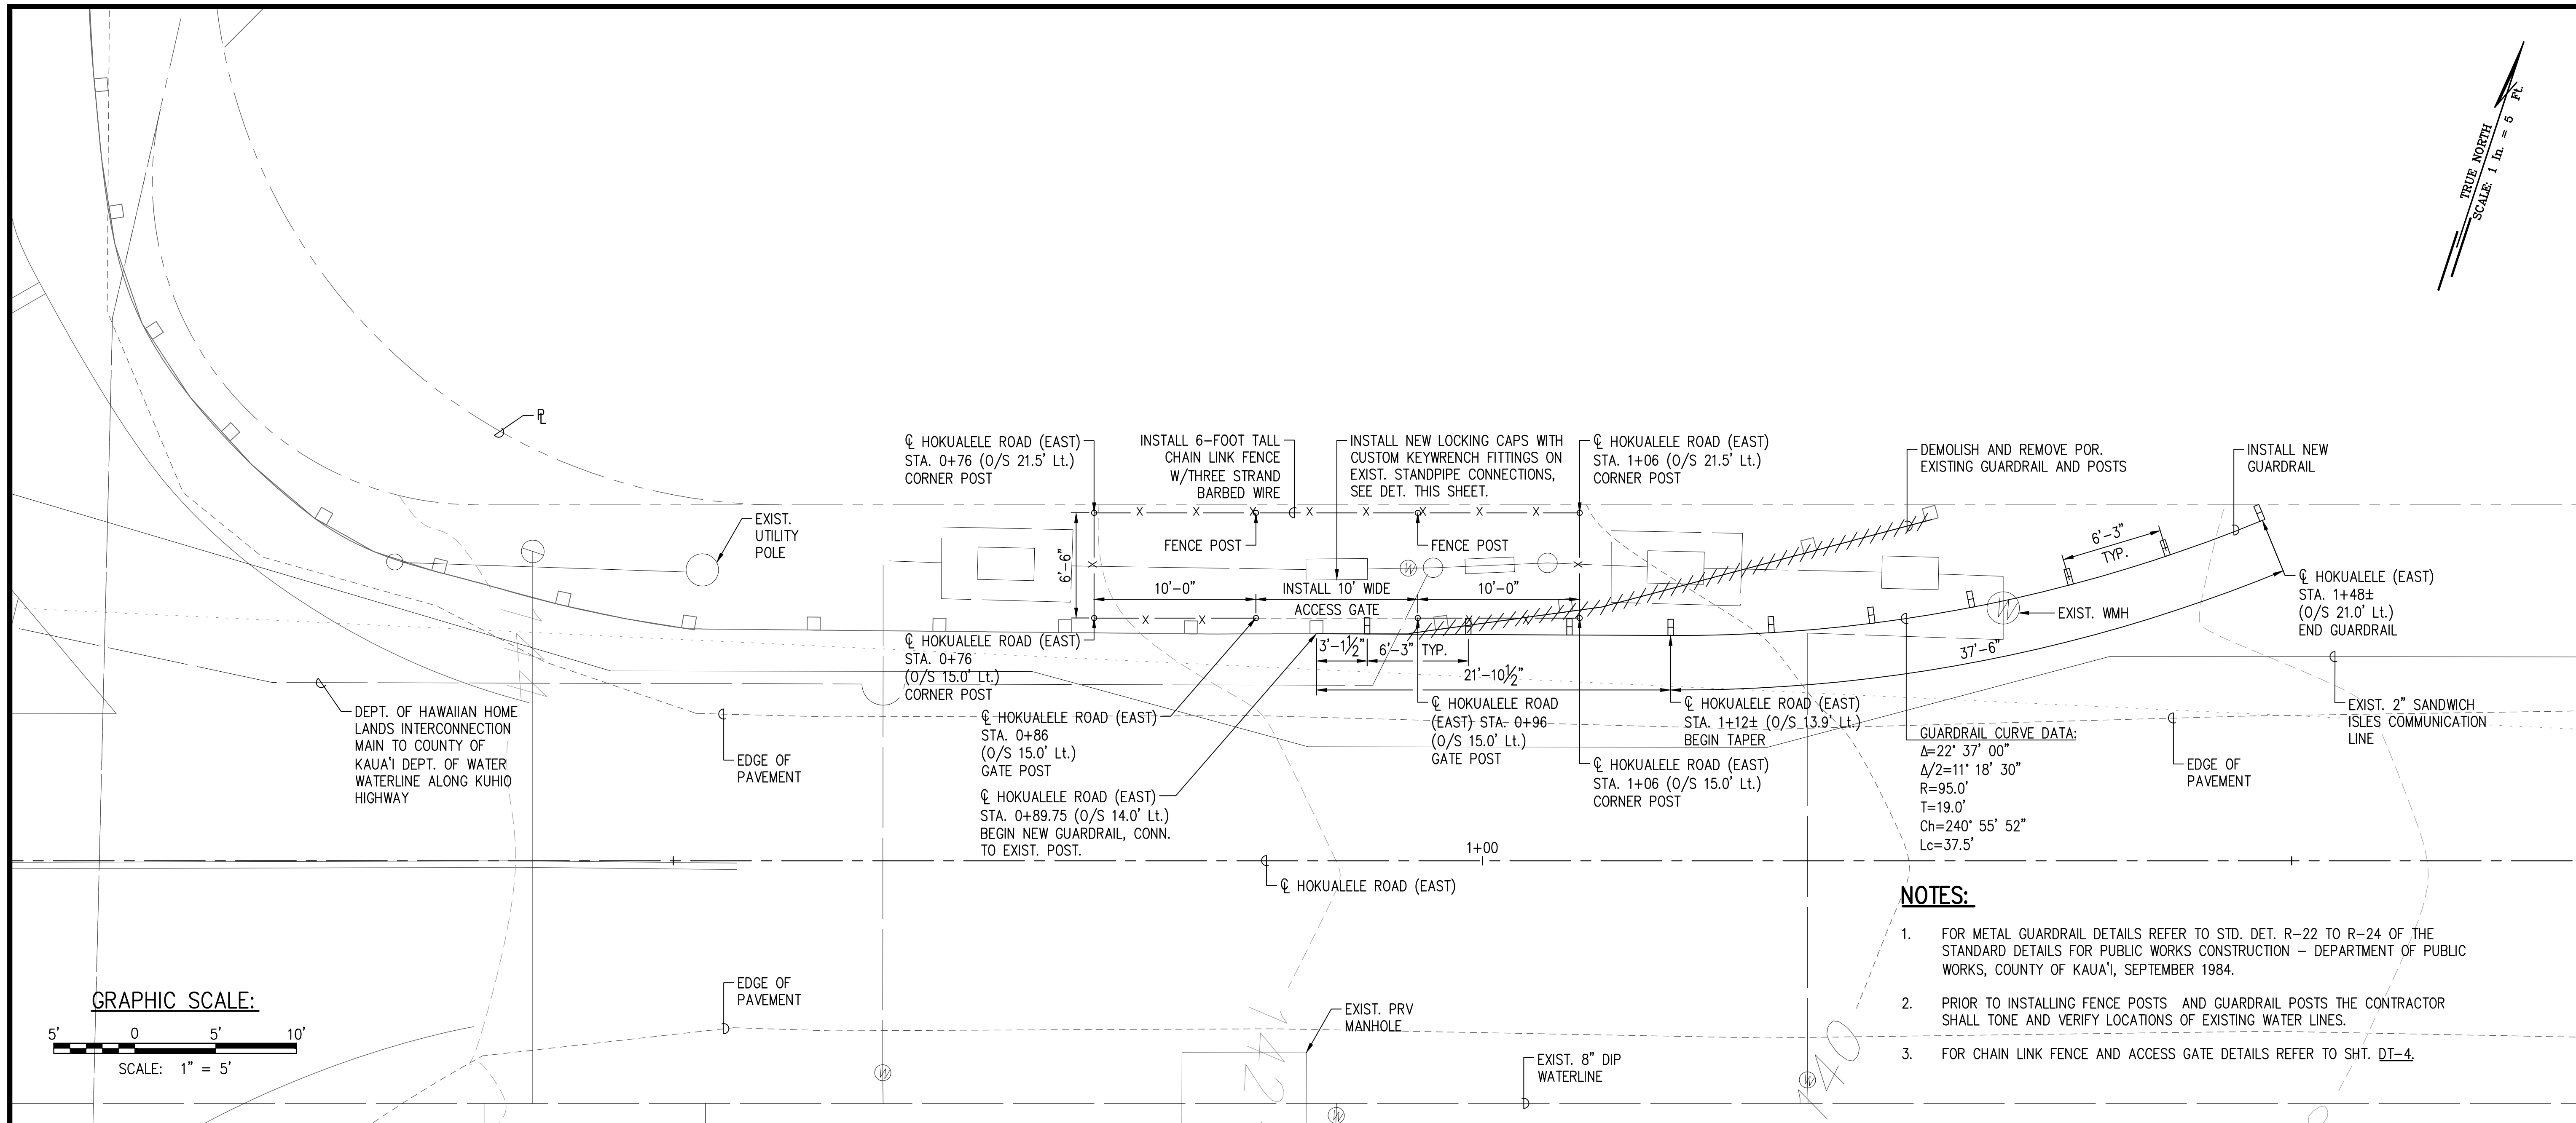 TRUE NORTH
SCALE: 1 In. = 5 Ft.
℄ HOKUALELE ROAD (EAST)
STA. 0+76 (O/S 21.5' Lt.)
CORNER POST
INSTALL 6-FOOT TALL
CHAIN LINK FENCE
W/THREE STRAND
BARBED WIRE
INSTALL NEW LOCKING CAPS WITH
CUSTOM KEYWRENCH FITTINGS ON
EXIST. STANDPIPE CONNECTIONS,
SEE DET. THIS SHEET.
℄ HOKUALELE ROAD (EAST)
STA. 1+06 (O/S 21.5' Lt.)
CORNER POST
DEMOLISH AND REMOVE POR.
EXISTING GUARDRAIL AND POSTS
INSTALL NEW
GUARDRAIL
PL
EXIST.
UTILITY
POLE
FENCE POST
FENCE POST
6'-6"
10'-0"
INSTALL 10' WIDE
ACCESS GATE
10'-0"
6'-3"
TYP.
℄ HOKUALELE (EAST)
STA. 1+48±
(O/S 21.0' Lt.)
END GUARDRAIL
EXIST. WMH
37'-6"
℄ HOKUALELE ROAD (EAST)
STA. 0+76
(O/S 15.0' Lt.)
CORNER POST
3'-1½"
6'-3" TYP.
21'-10½"
DEPT. OF HAWAIIAN HOME
LANDS INTERCONNECTION
MAIN TO COUNTY OF
KAUA'I DEPT. OF WATER
WATERLINE ALONG KUHIO
HIGHWAY
EDGE OF
PAVEMENT
℄ HOKUALELE ROAD (EAST)
STA. 0+86
(O/S 15.0' Lt.)
GATE POST
℄ HOKUALELE ROAD (EAST)
STA. 0+89.75 (O/S 14.0' Lt.)
BEGIN NEW GUARDRAIL, CONN.
TO EXIST. POST.
℄ HOKUALELE ROAD
(EAST) STA. 0+96
(O/S 15.0' Lt.)
GATE POST
℄ HOKUALELE ROAD (EAST)
STA. 1+12± (O/S 13.9' Lt.)
BEGIN TAPER
℄ HOKUALELE ROAD (EAST)
STA. 1+06 (O/S 15.0' Lt.)
CORNER POST
GUARDRAIL CURVE DATA:
Δ=22° 37' 00"
Δ/2=11° 18' 30"
R=95.0'
T=19.0'
Ch=240° 55' 52"
Lc=37.5'
EDGE OF
PAVEMENT
EXIST. 2" SANDWICH
ISLES COMMUNICATION
LINE
1+00
℄ HOKUALELE ROAD (EAST)
NOTES:
1. FOR METAL GUARDRAIL DETAILS REFER TO STD. DET. R-22 TO R-24 OF THE
STANDARD DETAILS FOR PUBLIC WORKS CONSTRUCTION – DEPARTMENT OF PUBLIC
WORKS, COUNTY OF KAUA'I, SEPTEMBER 1984.
2. PRIOR TO INSTALLING FENCE POSTS AND GUARDRAIL POSTS THE CONTRACTOR
SHALL TONE AND VERIFY LOCATIONS OF EXISTING WATER LINES.
3. FOR CHAIN LINK FENCE AND ACCESS GATE DETAILS REFER TO SHT. DT-4.
GRAPHIC SCALE:
5' 0 5' 10'
SCALE: 1" = 5'
EDGE OF
PAVEMENT
EXIST. PRV
MANHOLE
EXIST. 8" DIP
WATERLINE
140